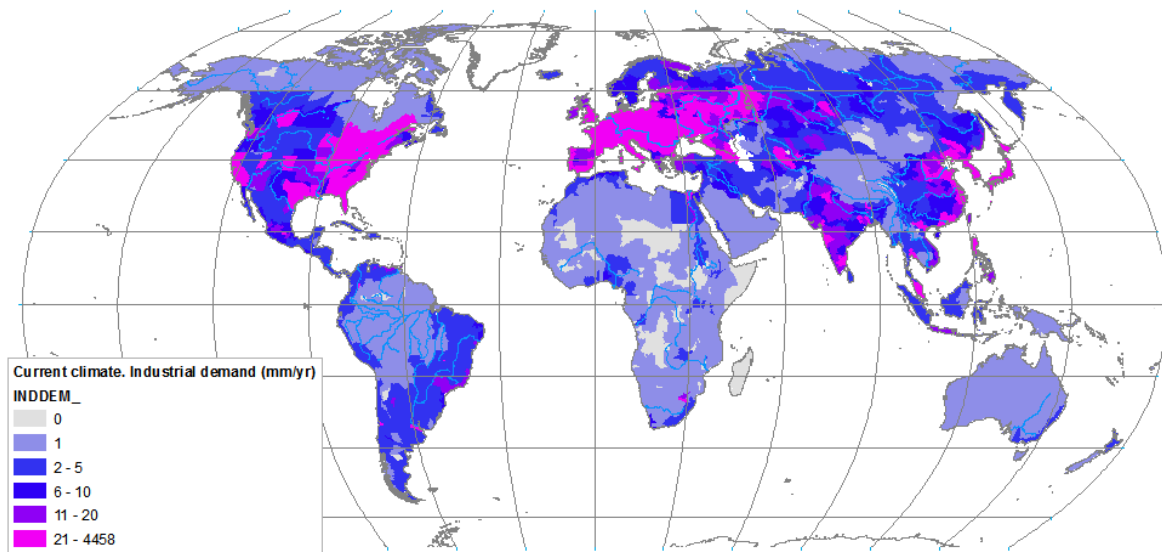 Current climate. Industrial demand (mm/yr)
INDDEM_
0
1
2 - 5
6 - 10
11 - 20
21 - 4458